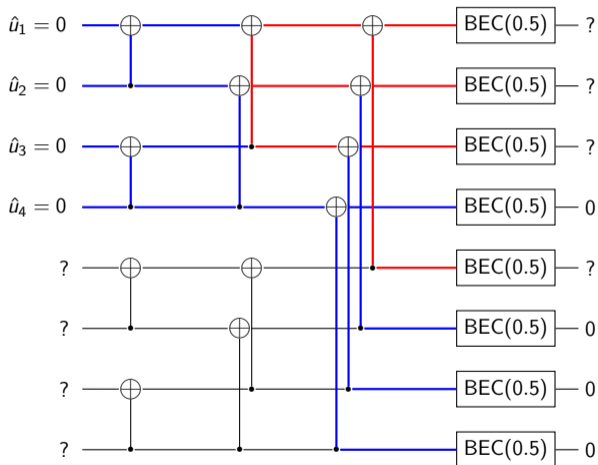 û₁ = 0 BEC(0.5) ?
û₂ = 0 BEC(0.5) ?
û₃ = 0 BEC(0.5) ?
û₄ = 0 BEC(0.5) 0
? BEC(0.5) ?
? BEC(0.5) 0
? BEC(0.5) 0
? BEC(0.5) 0